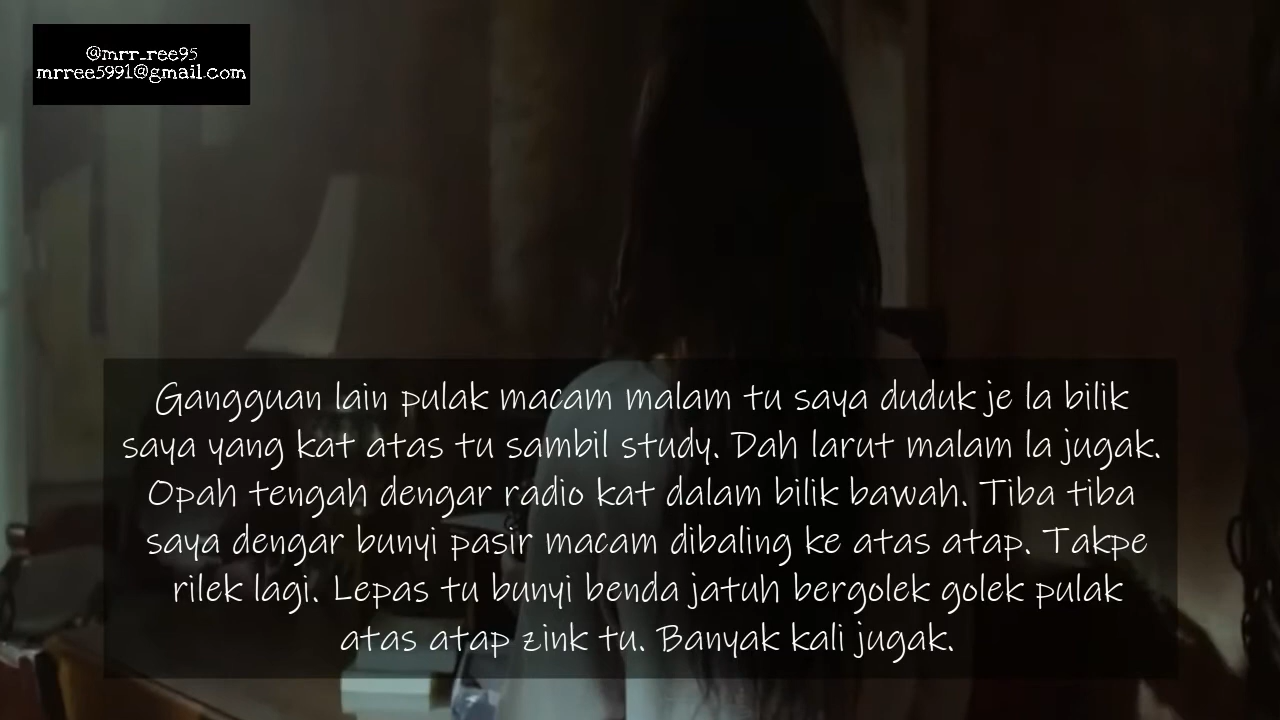 @mrr_ree95
mrree5991@gmail.com
Gangguan lain pulak macam malam tu saya duduk je la bilik
saya yang kat atas tu sambil study. Dah larut malam la jugak.
Opah tengah dengar radio kat dalam bilik bawah. Tiba tiba
saya dengar bunyi pasir macam dibaling ke atas atap. Takpe
rilek lagi. Lepas tu bunyi benda jatuh bergolek golek pulak
atas atap zink tu. Banyak kali jugak.